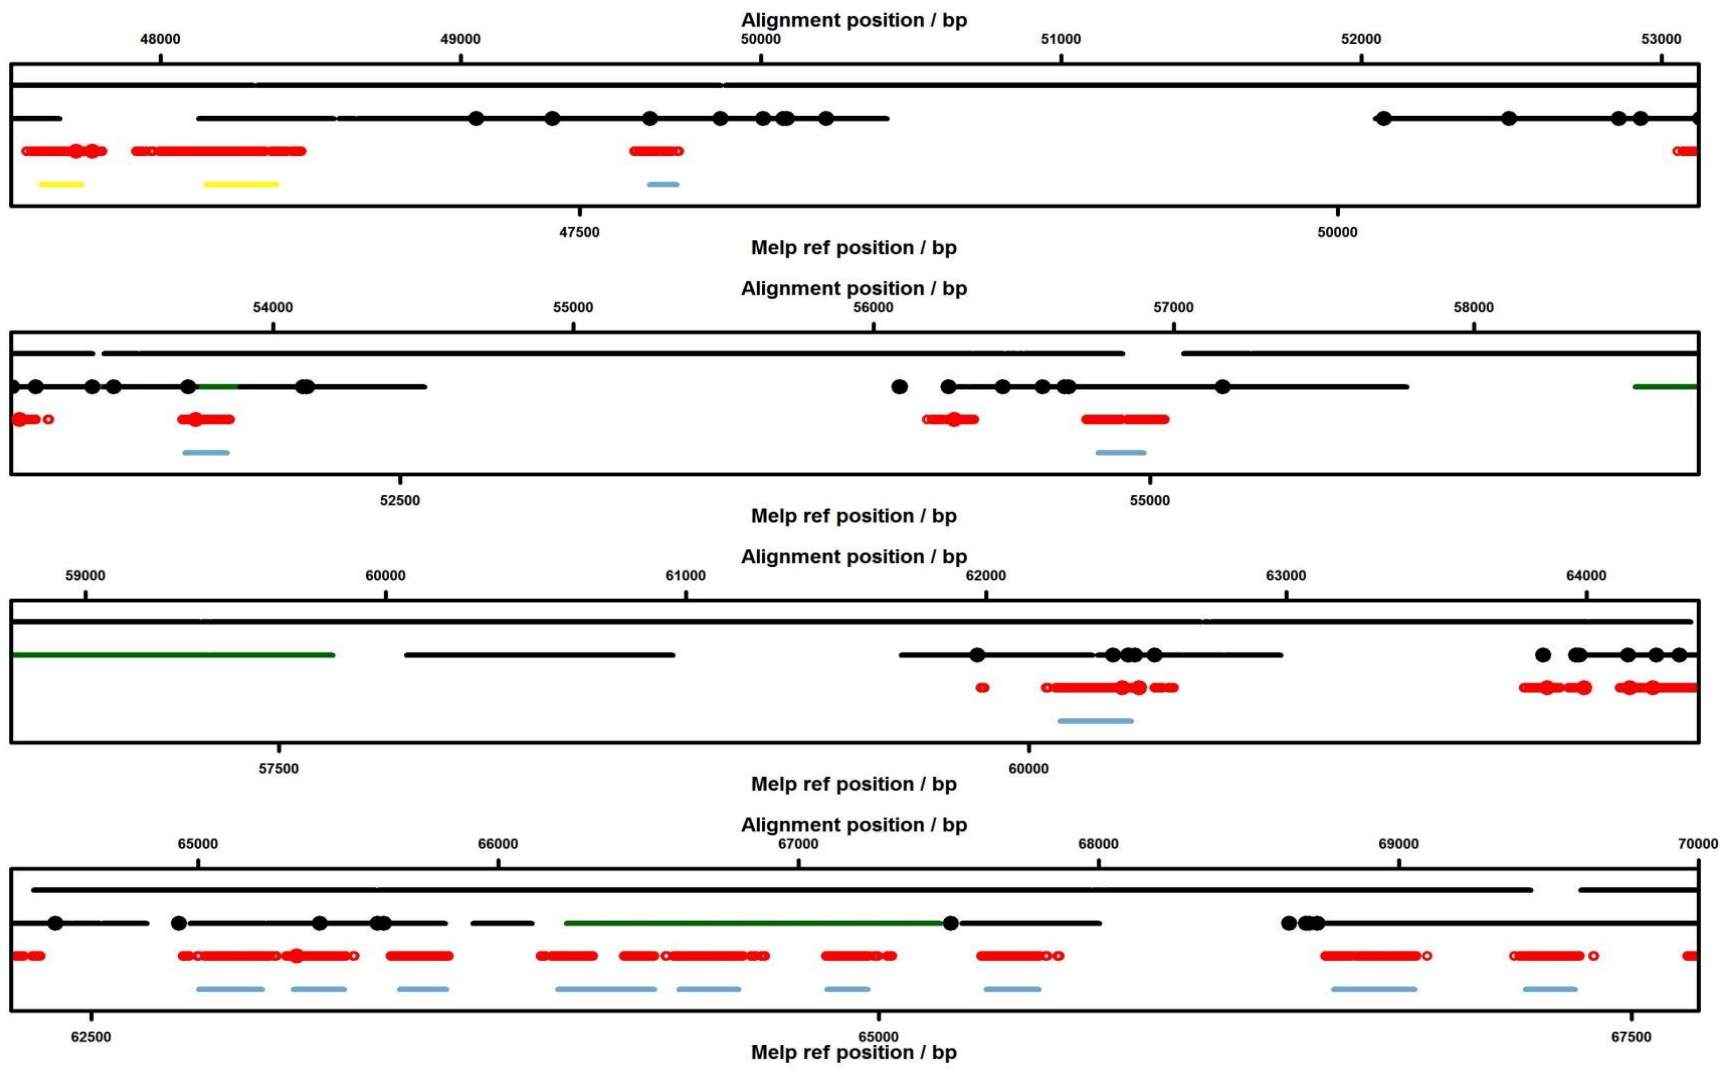 Alignment position / bp
48000 49000 50000 51000 52000 53000
47500 50000
Melp ref position / bp
Alignment position / bp
54000 55000 56000 57000 58000
52500 55000
Melp ref position / bp
Alignment position / bp
59000 60000 61000 62000 63000 64000
57500 60000
Melp ref position / bp
Alignment position / bp
65000 66000 67000 68000 69000 70000
62500 65000 67500
Melp ref position / bp